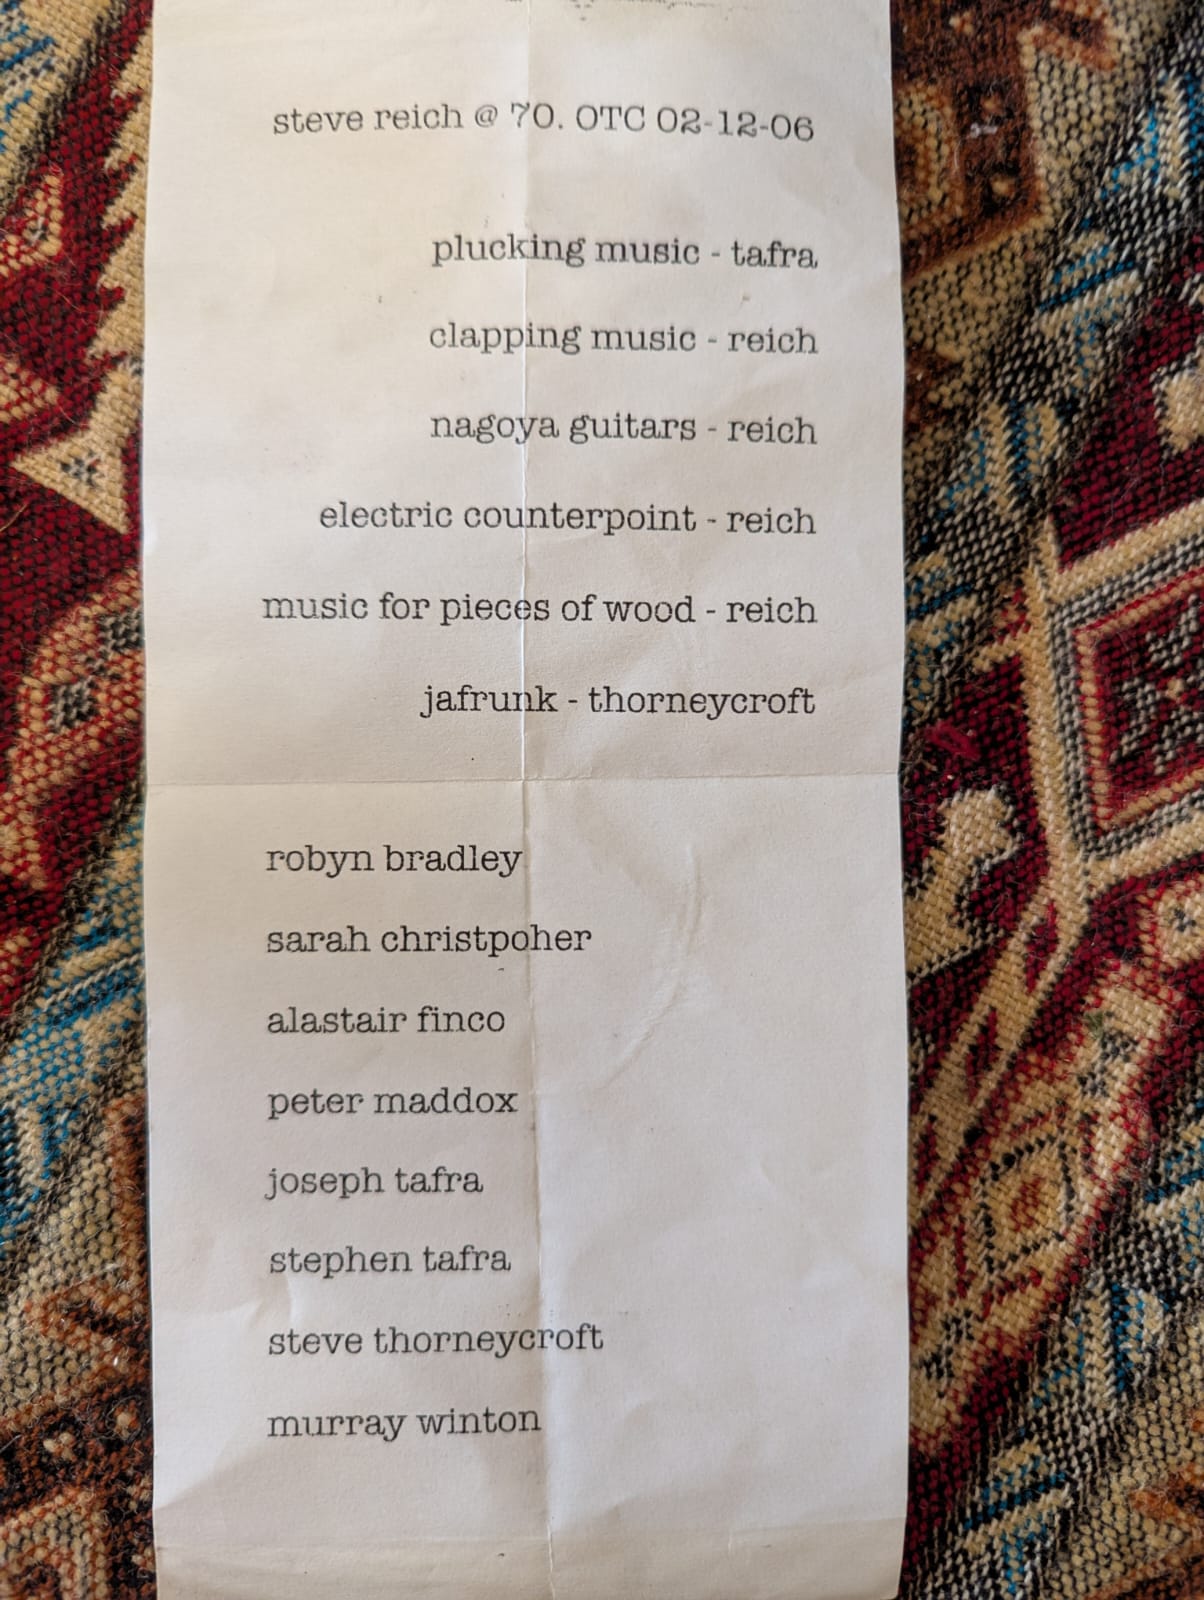 steve reich @ 70. OTC 02-12-06
plucking music - tafra
clapping music - reich
nagoya guitars - reich
electric counterpoint - reich
music for pieces of wood - reich
jafrunk - thorneycroft
robyn bradley
sarah christpoher
alastair finco
peter maddox
joseph tafra
stephen tafra
steve thorneycroft
murray winton